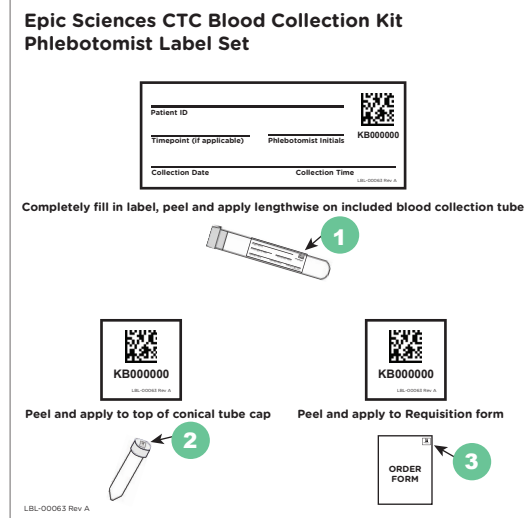 Epic Sciences CTC Blood Collection Kit
Phlebotomist Label Set
Patient ID
KB000000
Timepoint (if applicable) Phlebotomist Initials
Collection Date Collection Time
LBL-00063 Rev A
Completely fill in label, peel and apply lengthwise on included blood collection tube
1
KB000000
LBL-00063 Rev A
KB000000
LBL-00063 Rev A
Peel and apply to top of conical tube cap
Peel and apply to Requisition form
2
ORDER
FORM
3
LBL-00063 Rev A